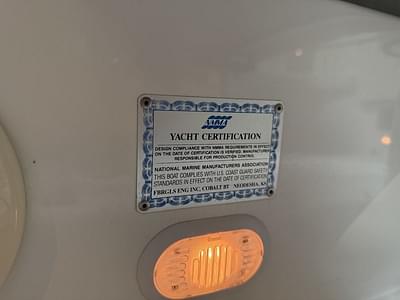 NMMA
YACHT CERTIFICATION
DESIGN COMPLIANCE WITH NMMA REQUIREMENTS IN EFFECT
ON THE DATE OF CERTIFICATION IS VERIFIED. MANUFACTURER
RESPONSIBLE FOR PRODUCTION CONTROL.
NATIONAL MARINE MANUFACTURERS ASSOCIATION
THIS BOAT COMPLIES WITH U.S. COAST GUARD SAFETY
STANDARDS IN EFFECT ON THE DATE OF CERTIFICATION
FBRGLS ENG INC, COBALT BT NEODESHA, KS